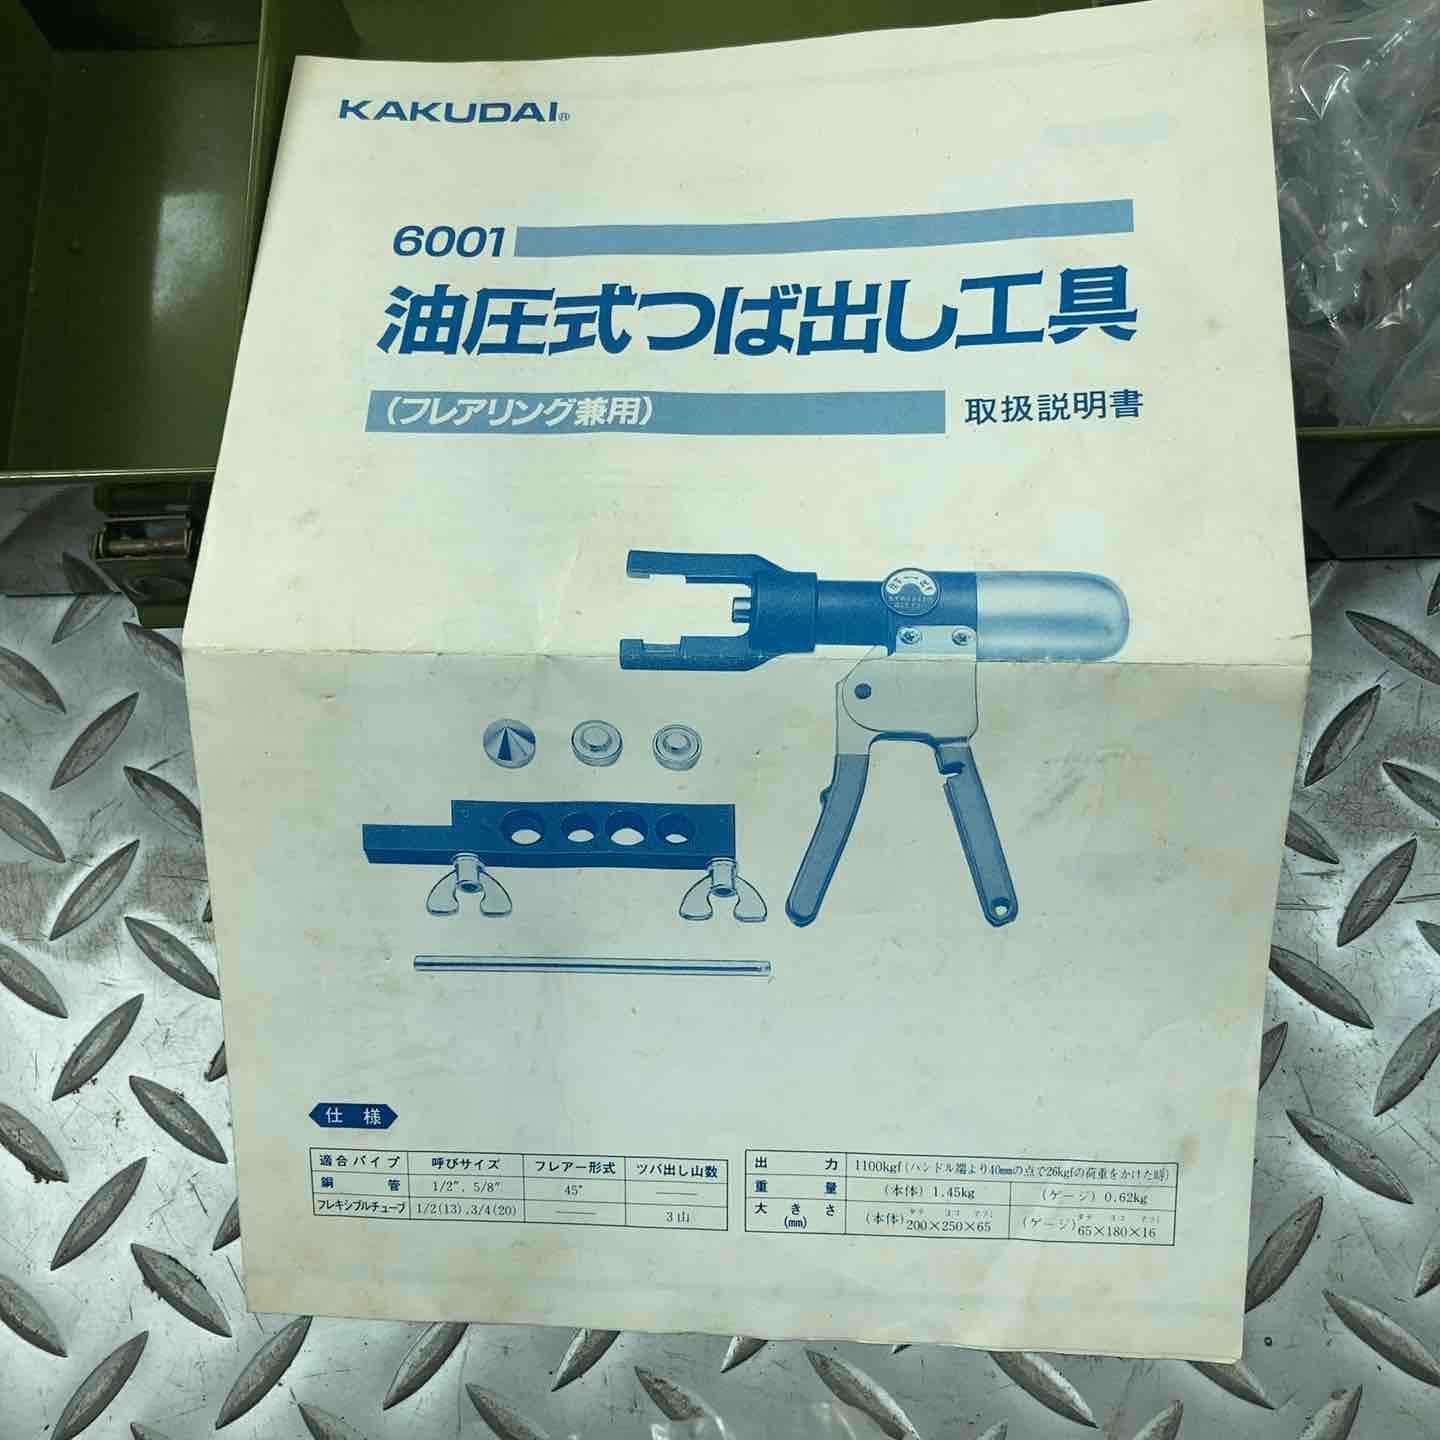 KAKUDAI®
6001
油圧式つば出し工具
(フレアリング兼用) 取扱説明書
仕様
適合パイプ 呼びサイズ フレアー形式 ツバ出し山数
銅管 1/2", 5/8" 45° ———
フレキシブルチューブ 1/2(13),3/4(20) ——— 3山
出力 1100kgf(ハンドル端より40mmの点で26kgfの荷重をかけた時)
重量 (本体) 1.45kg (ゲージ) 0.62kg
大きさ(mm) (本体)200×250×65 (ゲージ)65×180×16